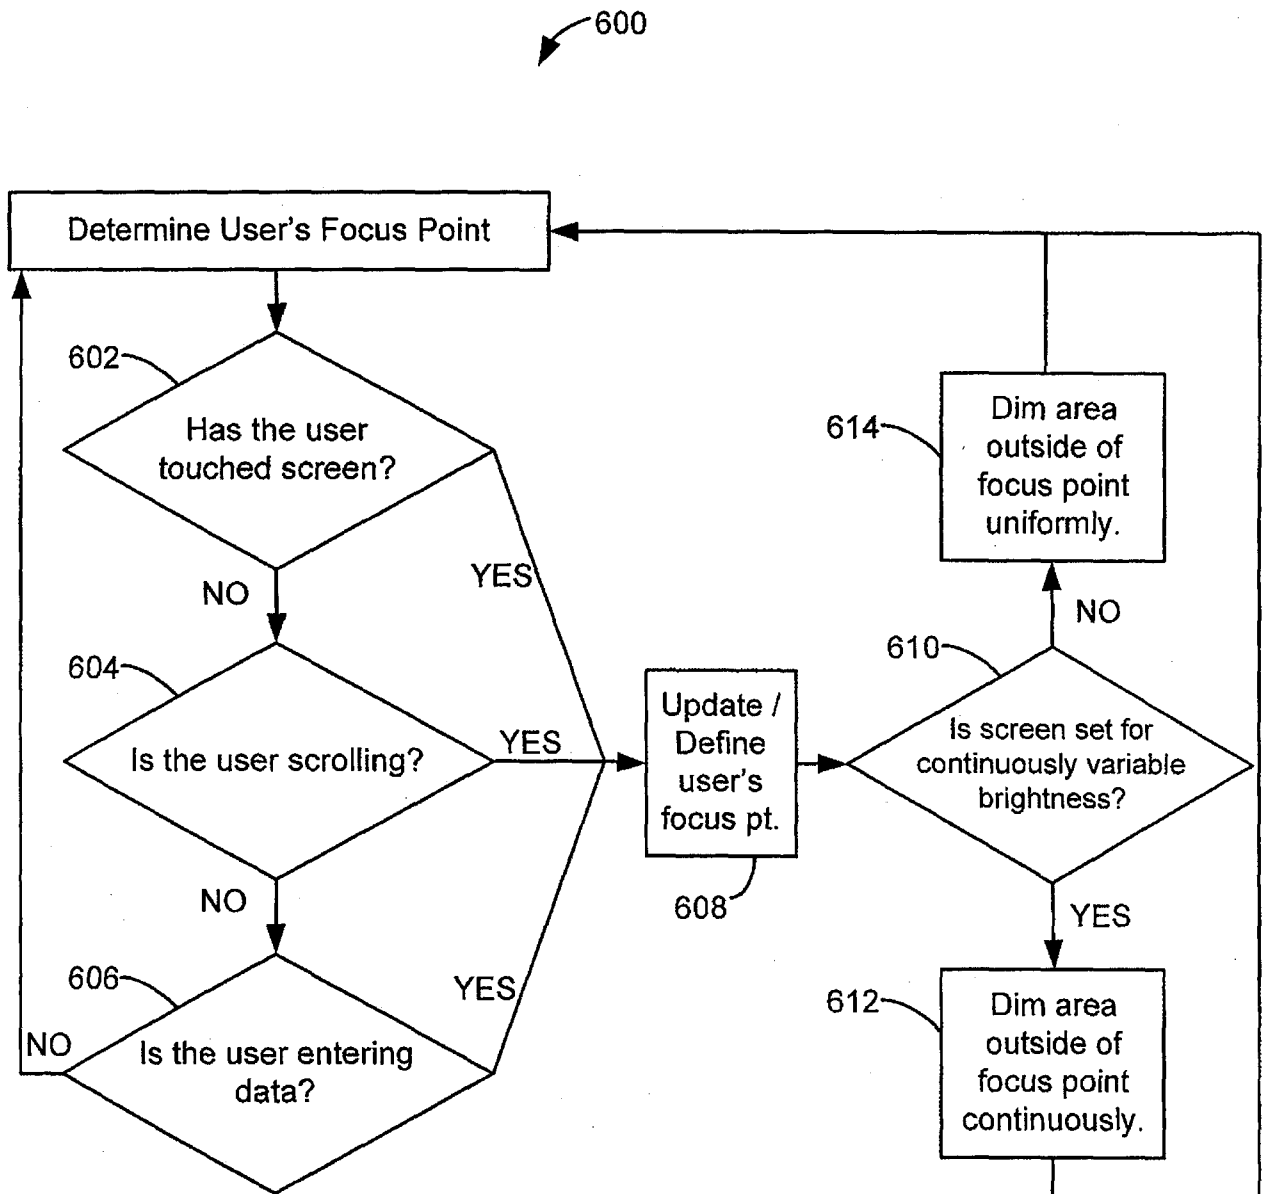 600
Determine User's Focus Point
602
Has the user
touched screen?
YES
NO
604
Is the user scrolling?
YES
NO
606
Is the user entering
data?
YES
NO
Update /
Define
user's
focus pt.
608
610
Is screen set for
continuously variable
brightness?
NO
614
Dim area
outside of
focus point
uniformly.
YES
612
Dim area
outside of
focus point
continuously.